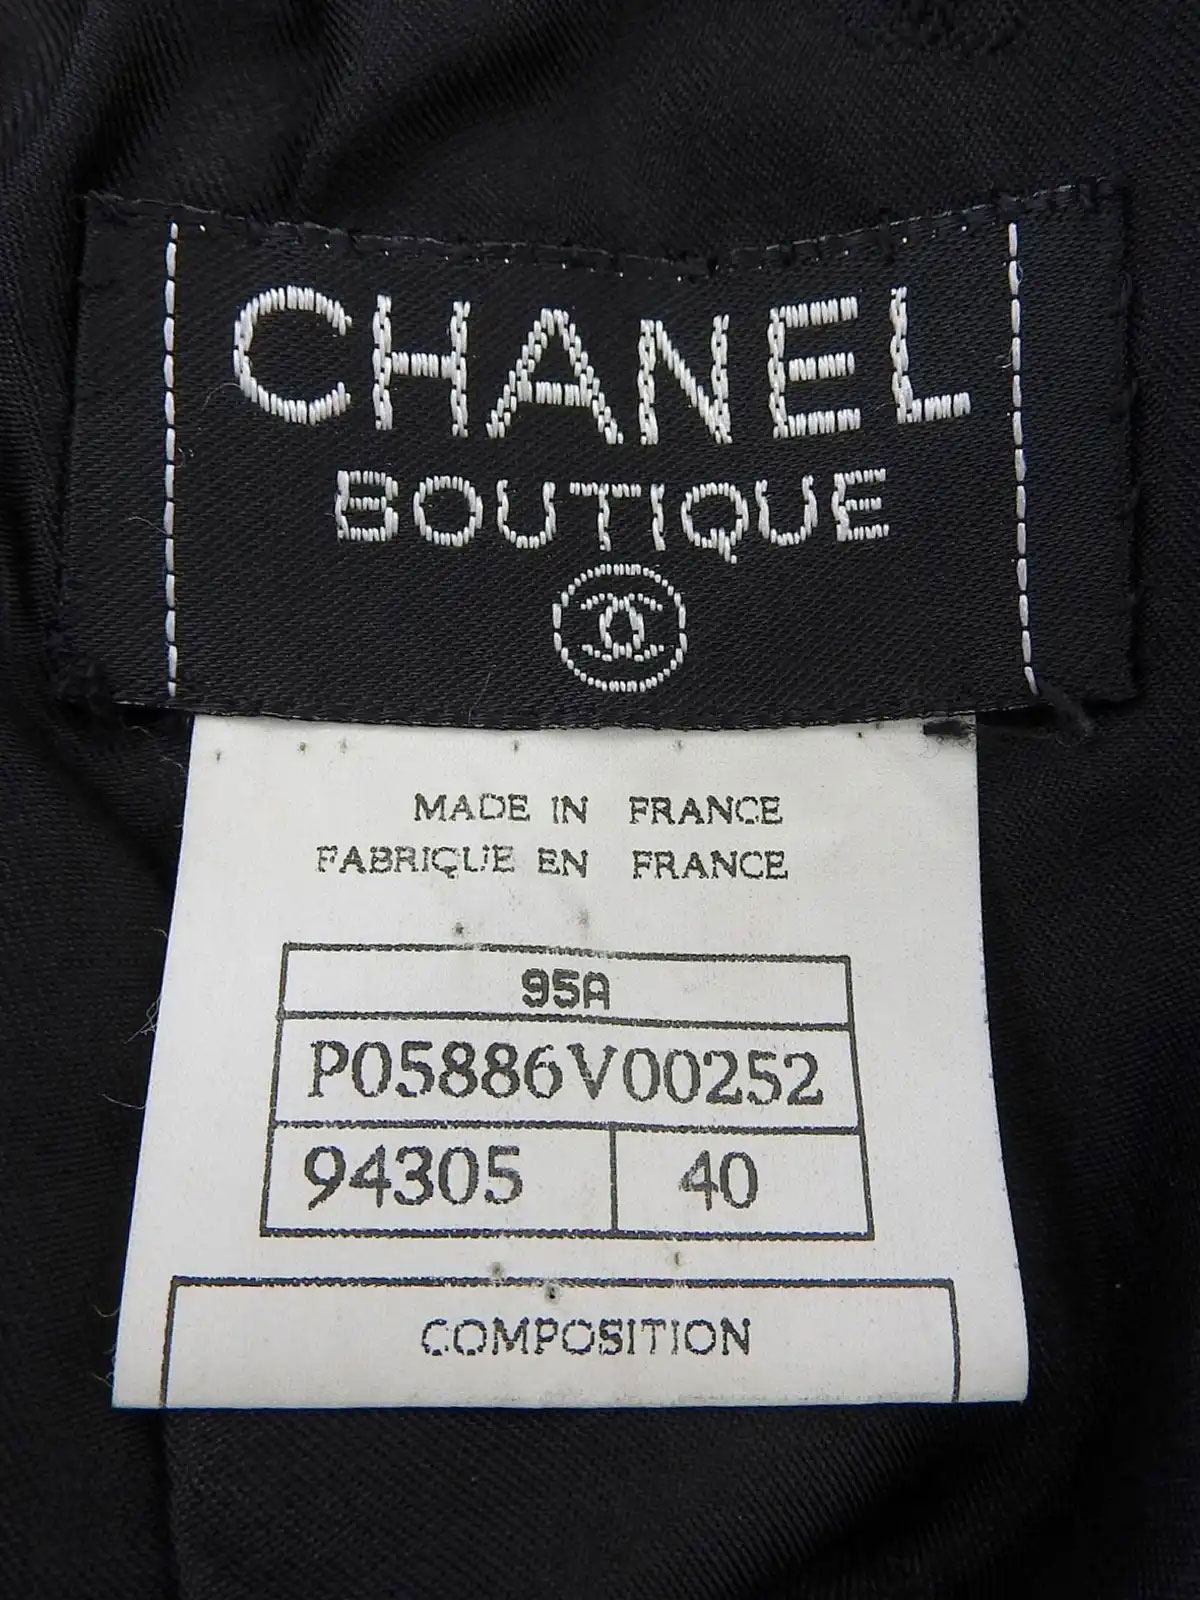 CHANEL
BOUTIQUE
MADE IN FRANCE
FABRIQUE EN FRANCE
95A
P05886V00252
94305 40
COMPOSITION